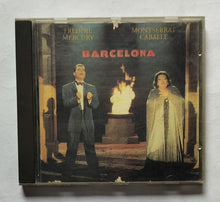 FREDDIE MERCURY
MONTSERRAT CABALLÉ
BARCELONA